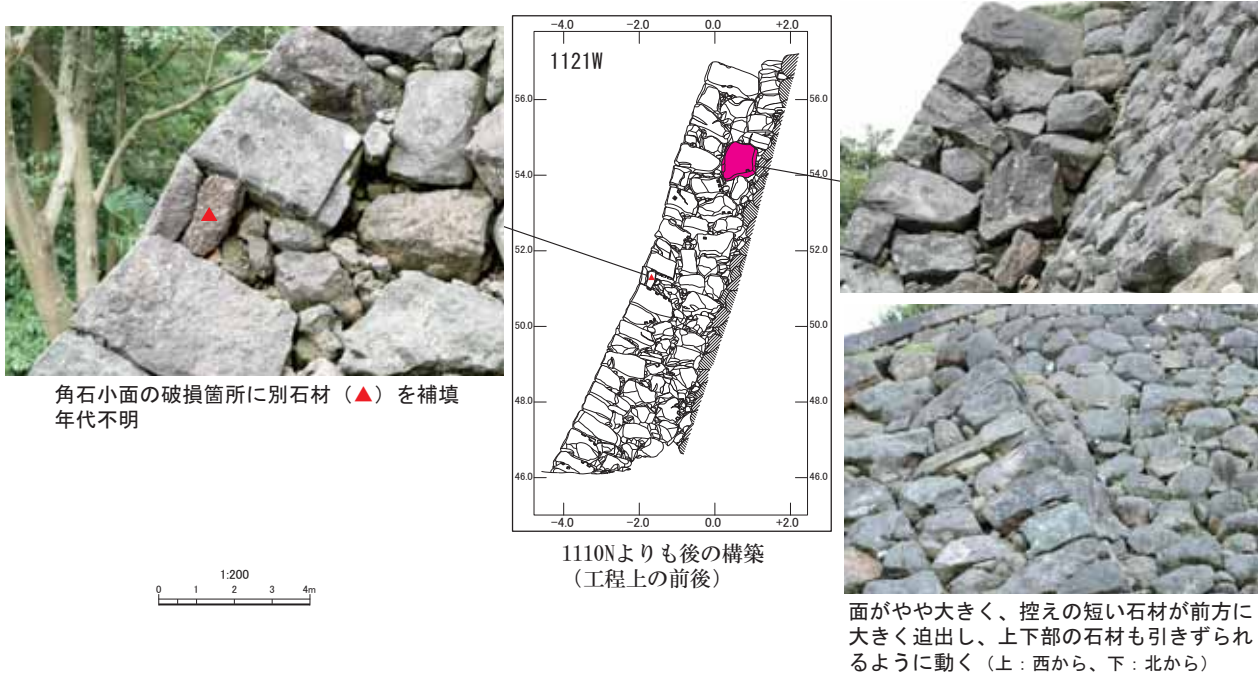 角石小面の破損箇所に別石材（▲）を補填
年代不明
1:200
0 1 2 3 4m
-4.0 -2.0 0.0 +2.0
1121W
56.0 56.0
54.0 54.0
52.0 52.0
50.0 50.0
48.0 48.0
46.0 46.0
-4.0 -2.0 0.0 +2.0
1110Nよりも後の構築
（工程上の前後）
面がやや大きく、控えの短い石材が前方に
大きく迫出し、上下部の石材も引きずられ
るように動く（上：西から、下：北から）